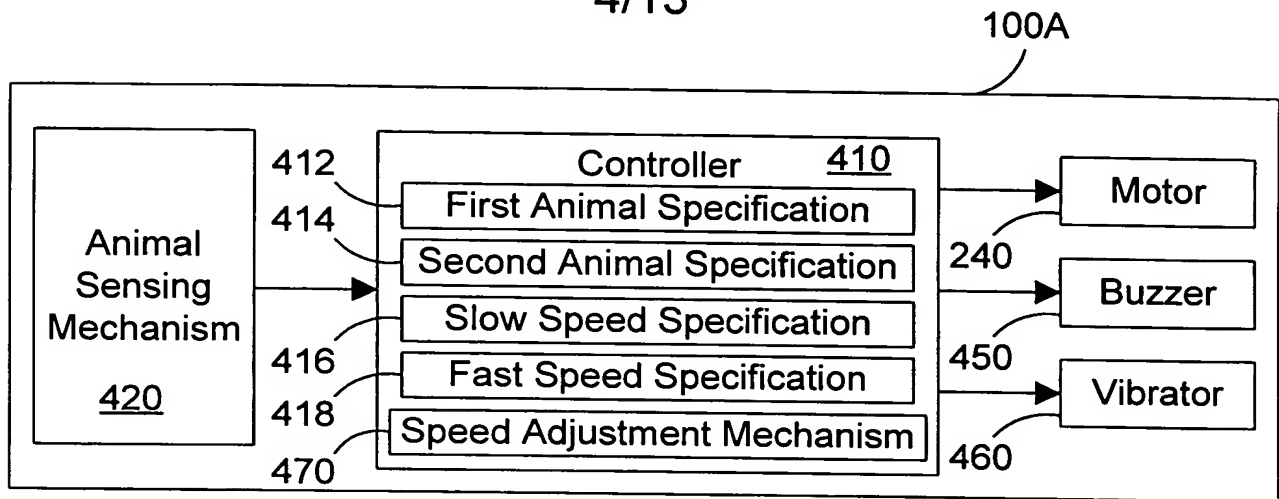 4/13
100A
Animal
Sensing
Mechanism
420
Controller 410
412
First Animal Specification
414
Second Animal Specification
416
Slow Speed Specification
418
Fast Speed Specification
470
Speed Adjustment Mechanism
Motor
240
Buzzer
450
Vibrator
460